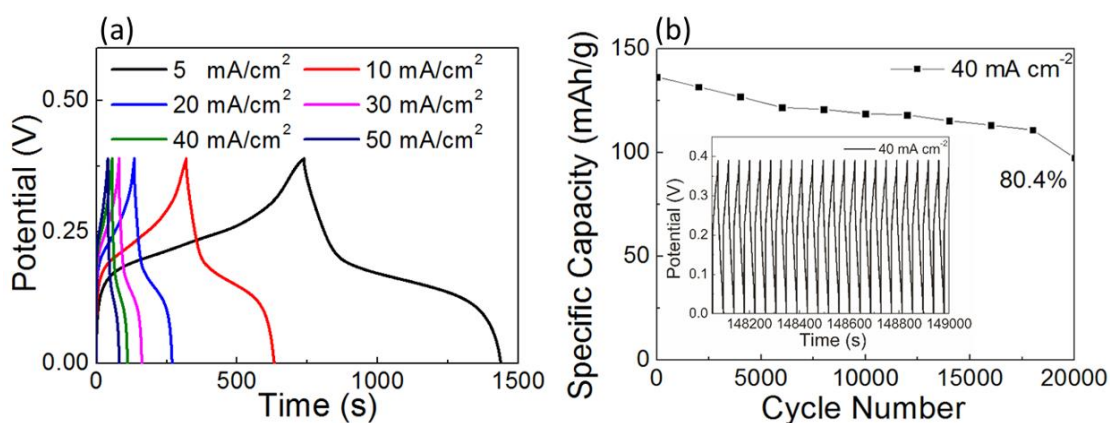 (a)
5 mA/cm²
10 mA/cm²
20 mA/cm²
30 mA/cm²
40 mA/cm²
50 mA/cm²
0.50
0.25
0.00
Potential (V)
0 500 1000 1500
Time (s)
(b)
150
100
50
0
Specific Capacity (mAh/g)
40 mA cm⁻²
80.4%
40 mA cm⁻²
0.4
0.3
0.2
0.1
0.0
Potential (V)
148200 148400 148600 148800 149000
Time (s)
0 5000 10000 15000 20000
Cycle Number